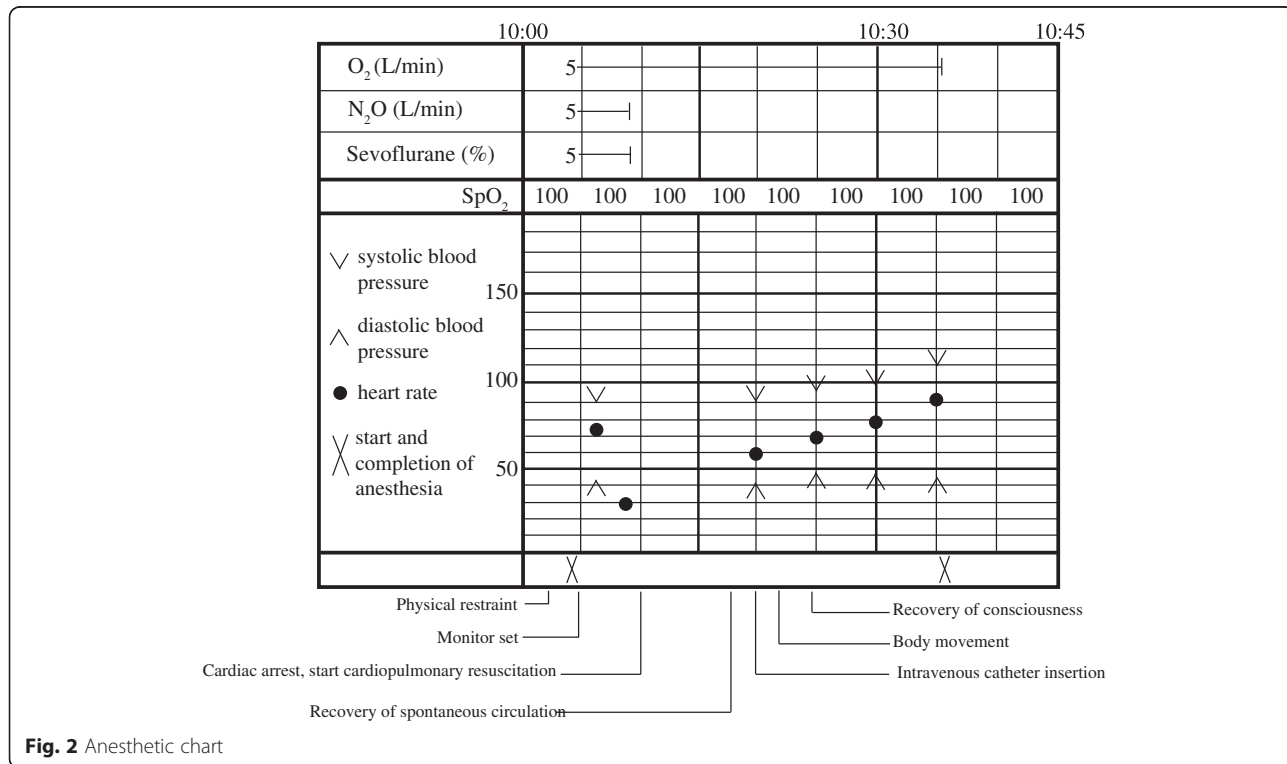 10:00 10:30 10:45
O₂ (L/min) 5
N₂O (L/min) 5
Sevoflurane (%) 5
SpO₂ 100 100 100 100 100 100 100 100 100
systolic blood
pressure
150
diastolic blood
pressure
100
heart rate
start and
completion of
anesthesia
50
Physical restraint
Recovery of consciousness
Monitor set
Body movement
Cardiac arrest, start cardiopulmonary resuscitation
Intravenous catheter insertion
Recovery of spontaneous circulation
Fig. 2 Anesthetic chart